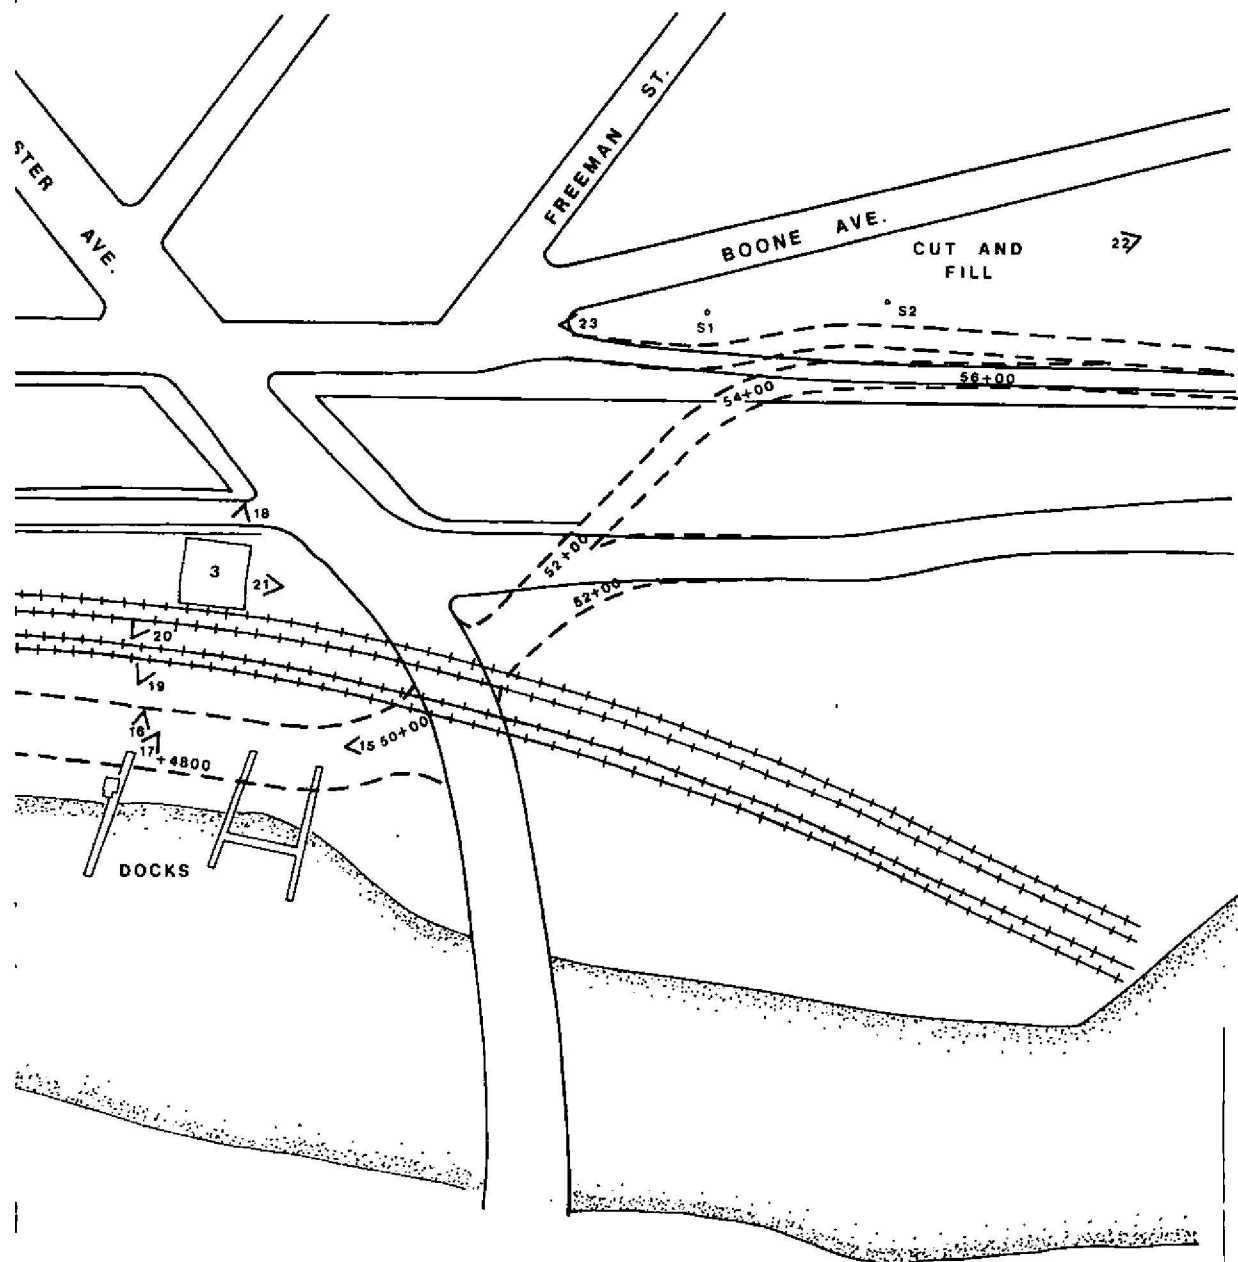 STER
AVE.
FREEMAN ST.
BOONE AVE.
CUT AND
FILL
22
23
S1
S2
54+00
56+00
18
3
21
52+00
52+00
20
19
16
17
+4800
15
50+00
DOCKS